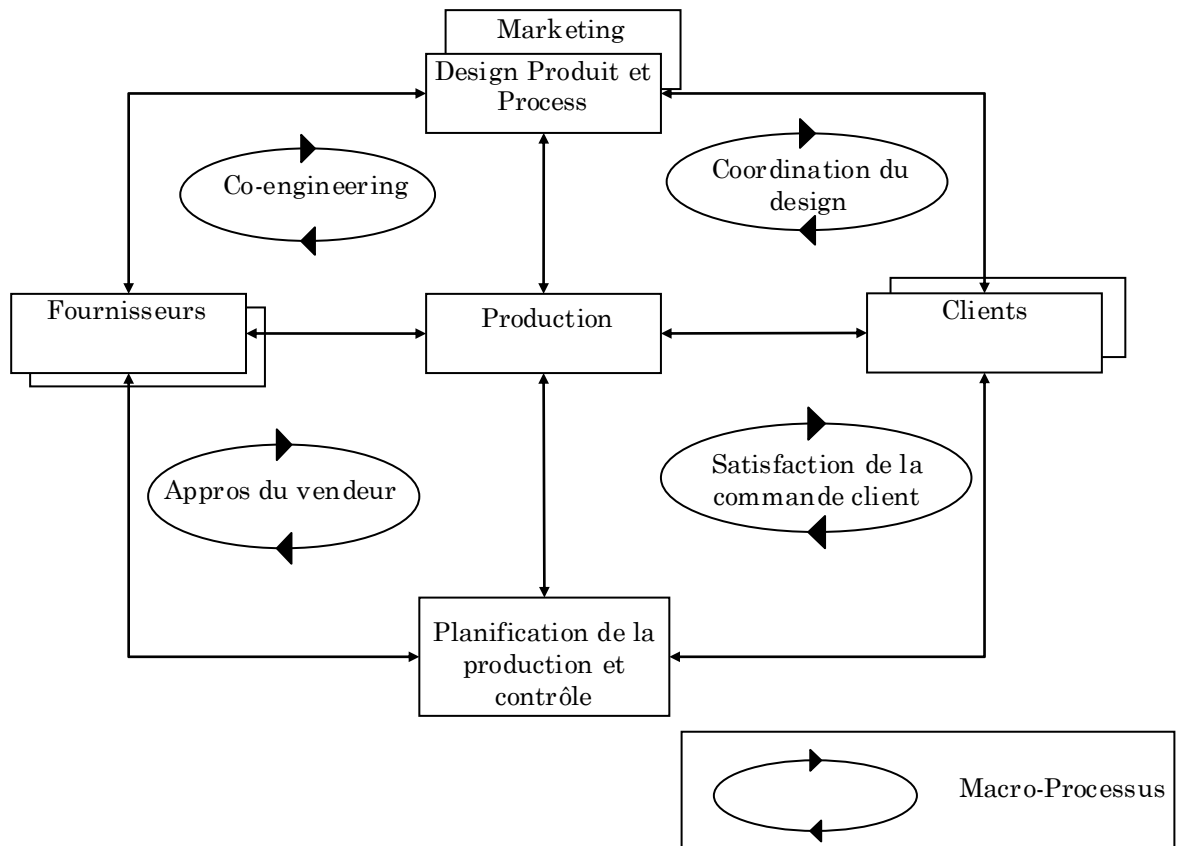 Marketing
Design Produit et
Process
Co-engineering
Coordination du
design
Fournisseurs
Production
Clients
Appros du vendeur
Satisfaction de la
commande client
Planification de la
production et
contrôle
Macro-Processus